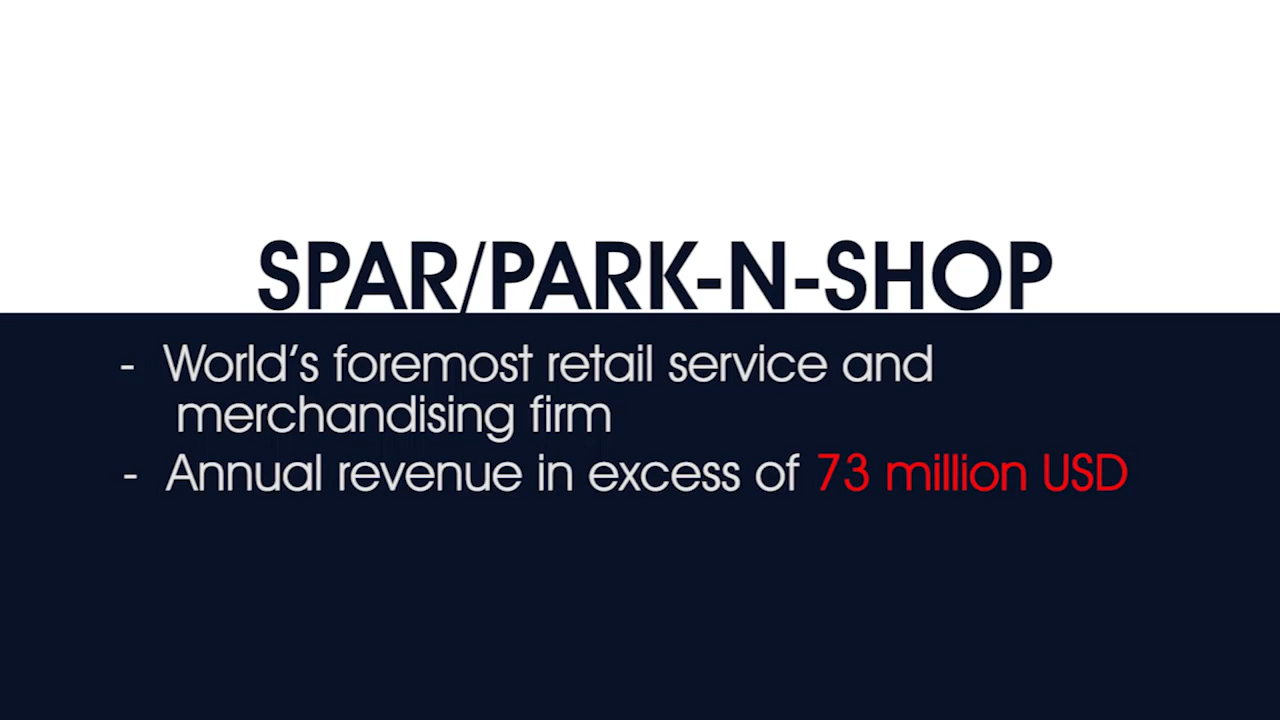 SPAR/PARK-N-SHOP
- World’s foremost retail service and
merchandising firm
- Annual revenue in excess of 73 million USD